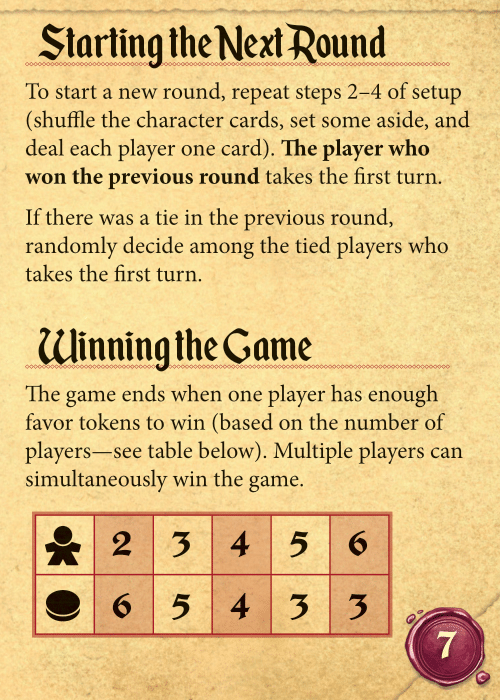 Starting the Next Round
To start a new round, repeat steps 2–4 of setup
(shuffle the character cards, set some aside, and
deal each player one card). The player who
won the previous round takes the first turn.
If there was a tie in the previous round,
randomly decide among the tied players who
takes the first turn.
Winning the Game
The game ends when one player has enough
favor tokens to win (based on the number of
players—see table below). Multiple players can
simultaneously win the game.
2 3 4 5 6
6 5 4 3 3
7